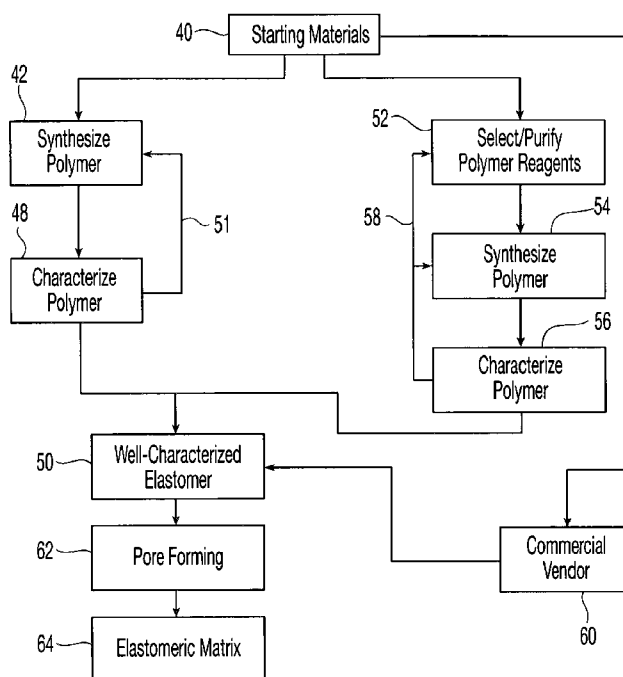 40
Starting Materials
42
Synthesize
Polymer
52
Select/Purify
Polymer Reagents
51
58
54
48
Characterize
Polymer
Synthesize
Polymer
56
Characterize
Polymer
50
Well-Characterized
Elastomer
62
Pore Forming
Commercial
Vendor
64
Elastomeric Matrix
60